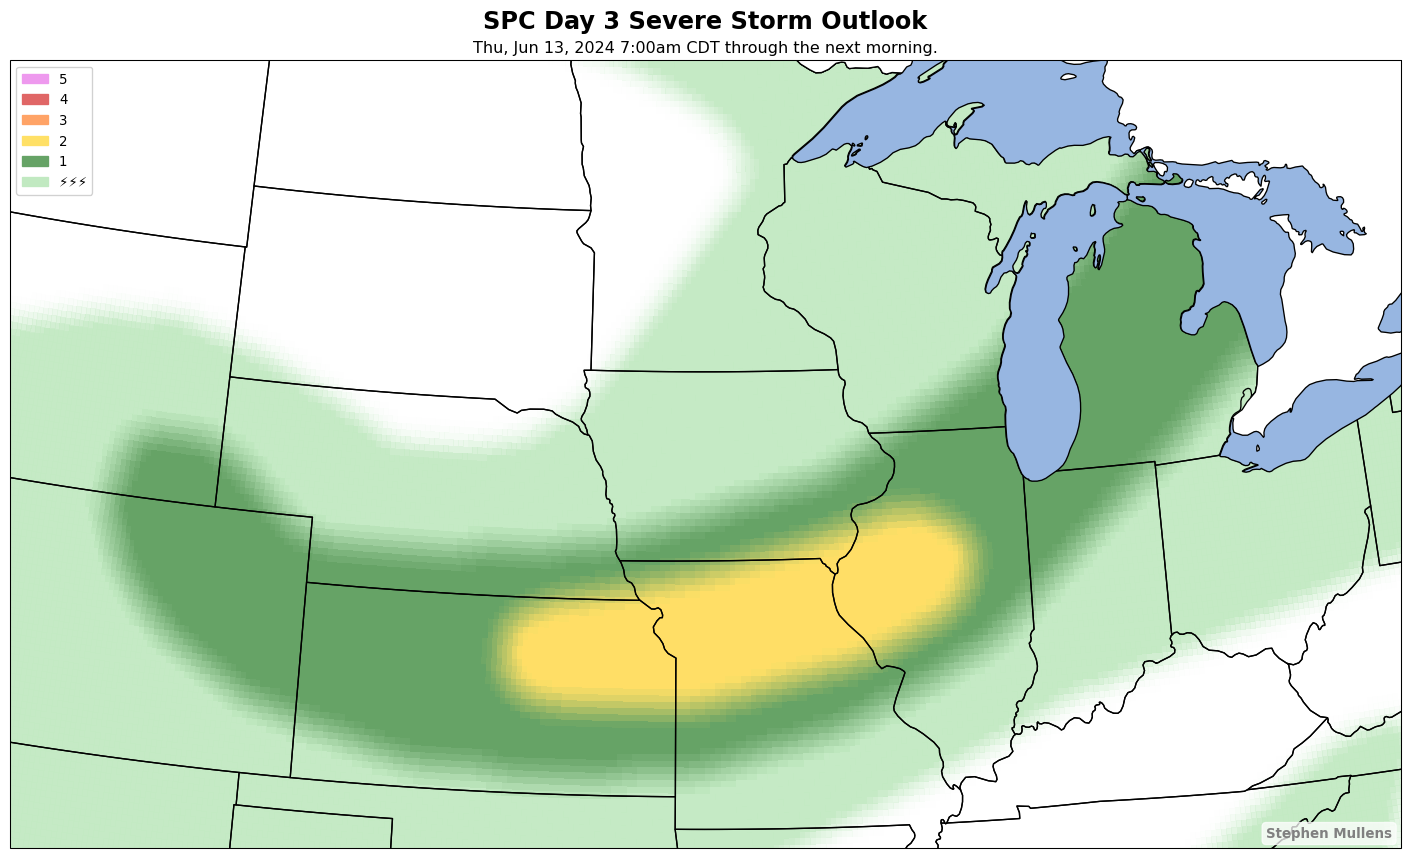 SPC Day 3 Severe Storm Outlook
Thu, Jun 13, 2024 7:00am CDT through the next morning.
5
4
3
2
1
⚡⚡⚡
Stephen Mullens